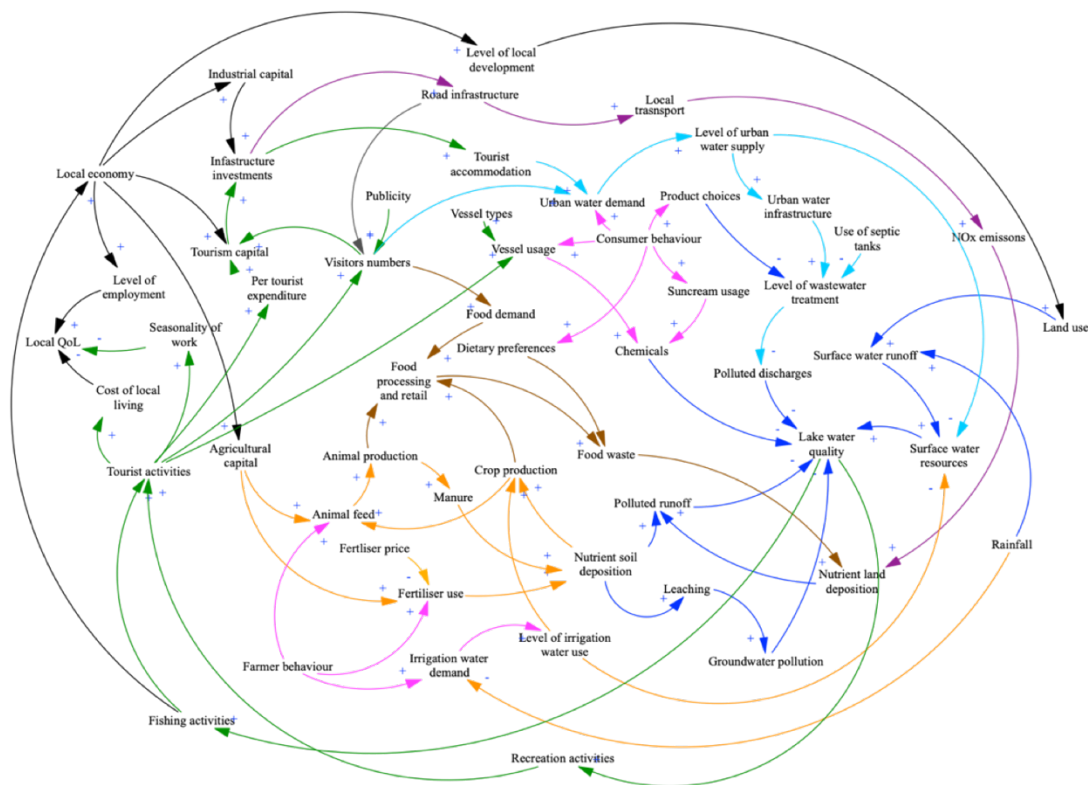 Level of local
development
Industrial capital
Road infrastructure
Local
trasnsport
Level of urban
water supply
Infastructure
investments
Tourist
accommodation
Local economy
Publicity
Vessel types
Urban water demand
Product choices
Urban water
infrastructure
Use of septic
tanks
NOx emissons
Tourism capital
Visitors numbers
Vessel usage
Consumer behaviour
Level of
employment
Per tourist
expenditure
Level of wastewater
treatment
Suncream usage
Food demand
Land use
Local QoL
Seasonality of
work
Dietary preferences
Chemicals
Surface water runoff
Polluted discharges
Food
processing
and retail
Cost of local
living
Agricultural
capital
Lake water
quality
Surface water
resources
Animal production
Food waste
Tourist activities
Crop production
Manure
Polluted runoff
Animal feed
Rainfall
Fertliser price
Nutrient soil
deposition
Nutrient land
deposition
Fertiliser use
Leaching
Level of irrigation
water use
Farmer behaviour
Irrigation water
demand
Groundwater pollution
Fishing activities
Recreation activities